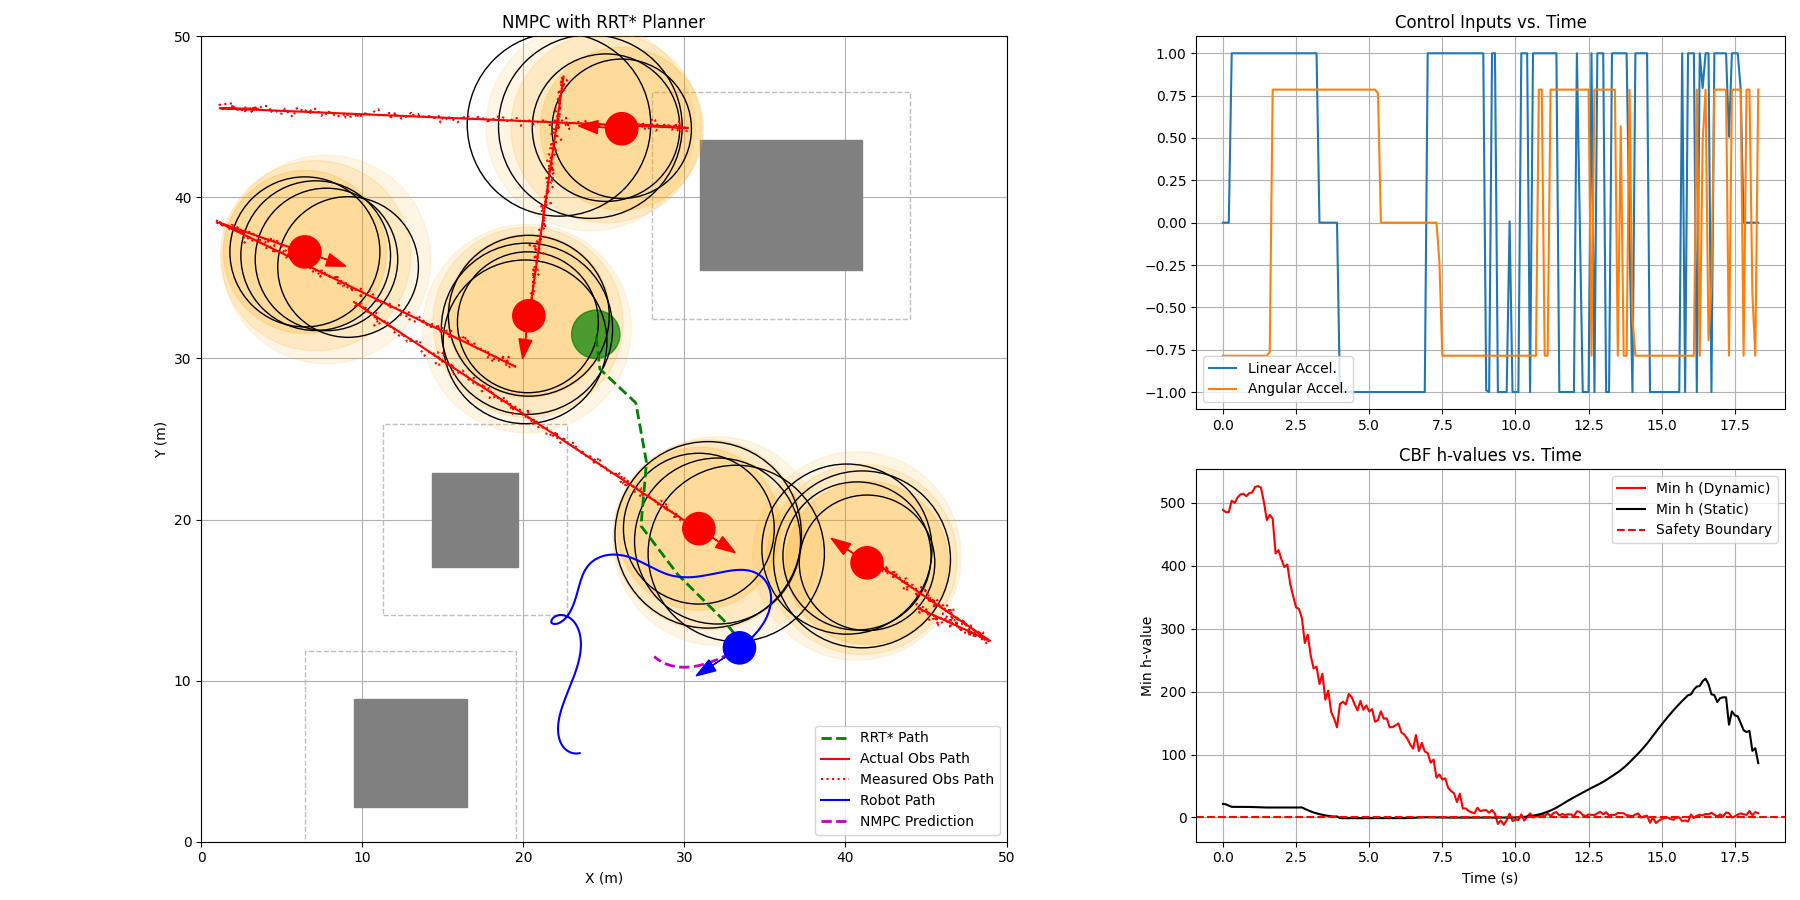 NMPC with RRT* Planner
50
40
30
20
10
0
Y (m)
0 10 20 30 40 50
X (m)
RRT* Path
Actual Obs Path
Measured Obs Path
Robot Path
NMPC Prediction
Control Inputs vs. Time
1.00
0.75
0.50
0.25
0.00
−0.25
−0.50
−0.75
−1.00
Linear Accel.
Angular Accel.
0.0 2.5 5.0 7.5 10.0 12.5 15.0 17.5
CBF h-values vs. Time
500
400
300
200
100
0
Min h-value
Min h (Dynamic)
Min h (Static)
Safety Boundary
0.0 2.5 5.0 7.5 10.0 12.5 15.0 17.5
Time (s)